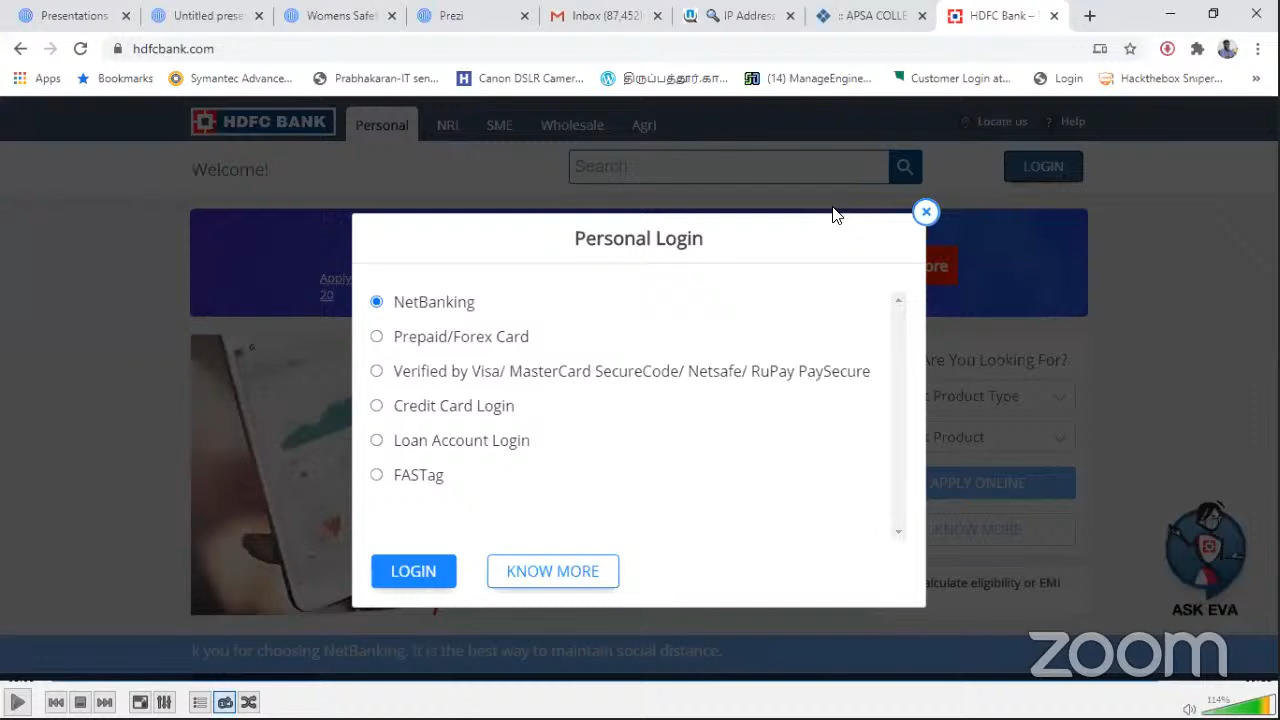 Presentations
Untitled pres
Womens Safe
Prezi
Inbox (87,452)
IP Address
:: APSA COLLE
HDFC Bank –
hdfcbank.com
Apps
Bookmarks
Symantec Advance...
Prabhakaran-IT sen...
Canon DSLR Camer...
திருப்பத்தூர்.கா...
(14) ManageEngine...
Customer Login at...
Login
Hackthebox Sniper...
»
HDFC BANK
Personal
NRI
SME
Wholesale
Agri
Locate us
? Help
Welcome!
Search
LOGIN
Personal Login
Apply
20
ore
NetBanking
Prepaid/Forex Card
Verified by Visa/ MasterCard SecureCode/ Netsafe/ RuPay PaySecure
Credit Card Login
Loan Account Login
FASTag
LOGIN
KNOW MORE
Are You Looking For?
t Product Type
t Product
APPLY ONLINE
KNOW MORE
alculate eligibility or EMI
ASK EVA
k you for choosing NetBanking. It is the best way to maintain social distance.
zoom
114%